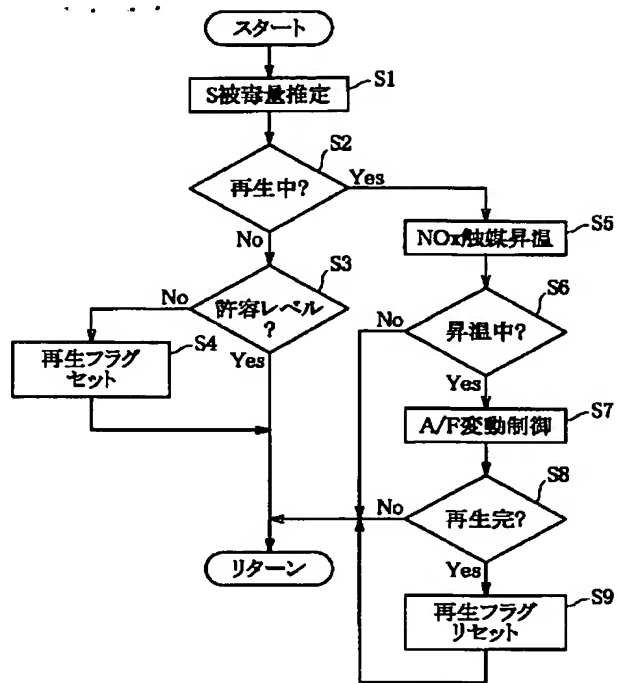 スタート
S1
S被毒量推定
S2
再生中?
Yes
No
S5
NOx触媒昇温
S3
許容レベル
?
No
Yes
S4
再生フラグ
セット
S6
昇温中?
No
Yes
S7
A/F変動制御
S8
再生完?
No
Yes
リターン
S9
再生フラグ
リセット